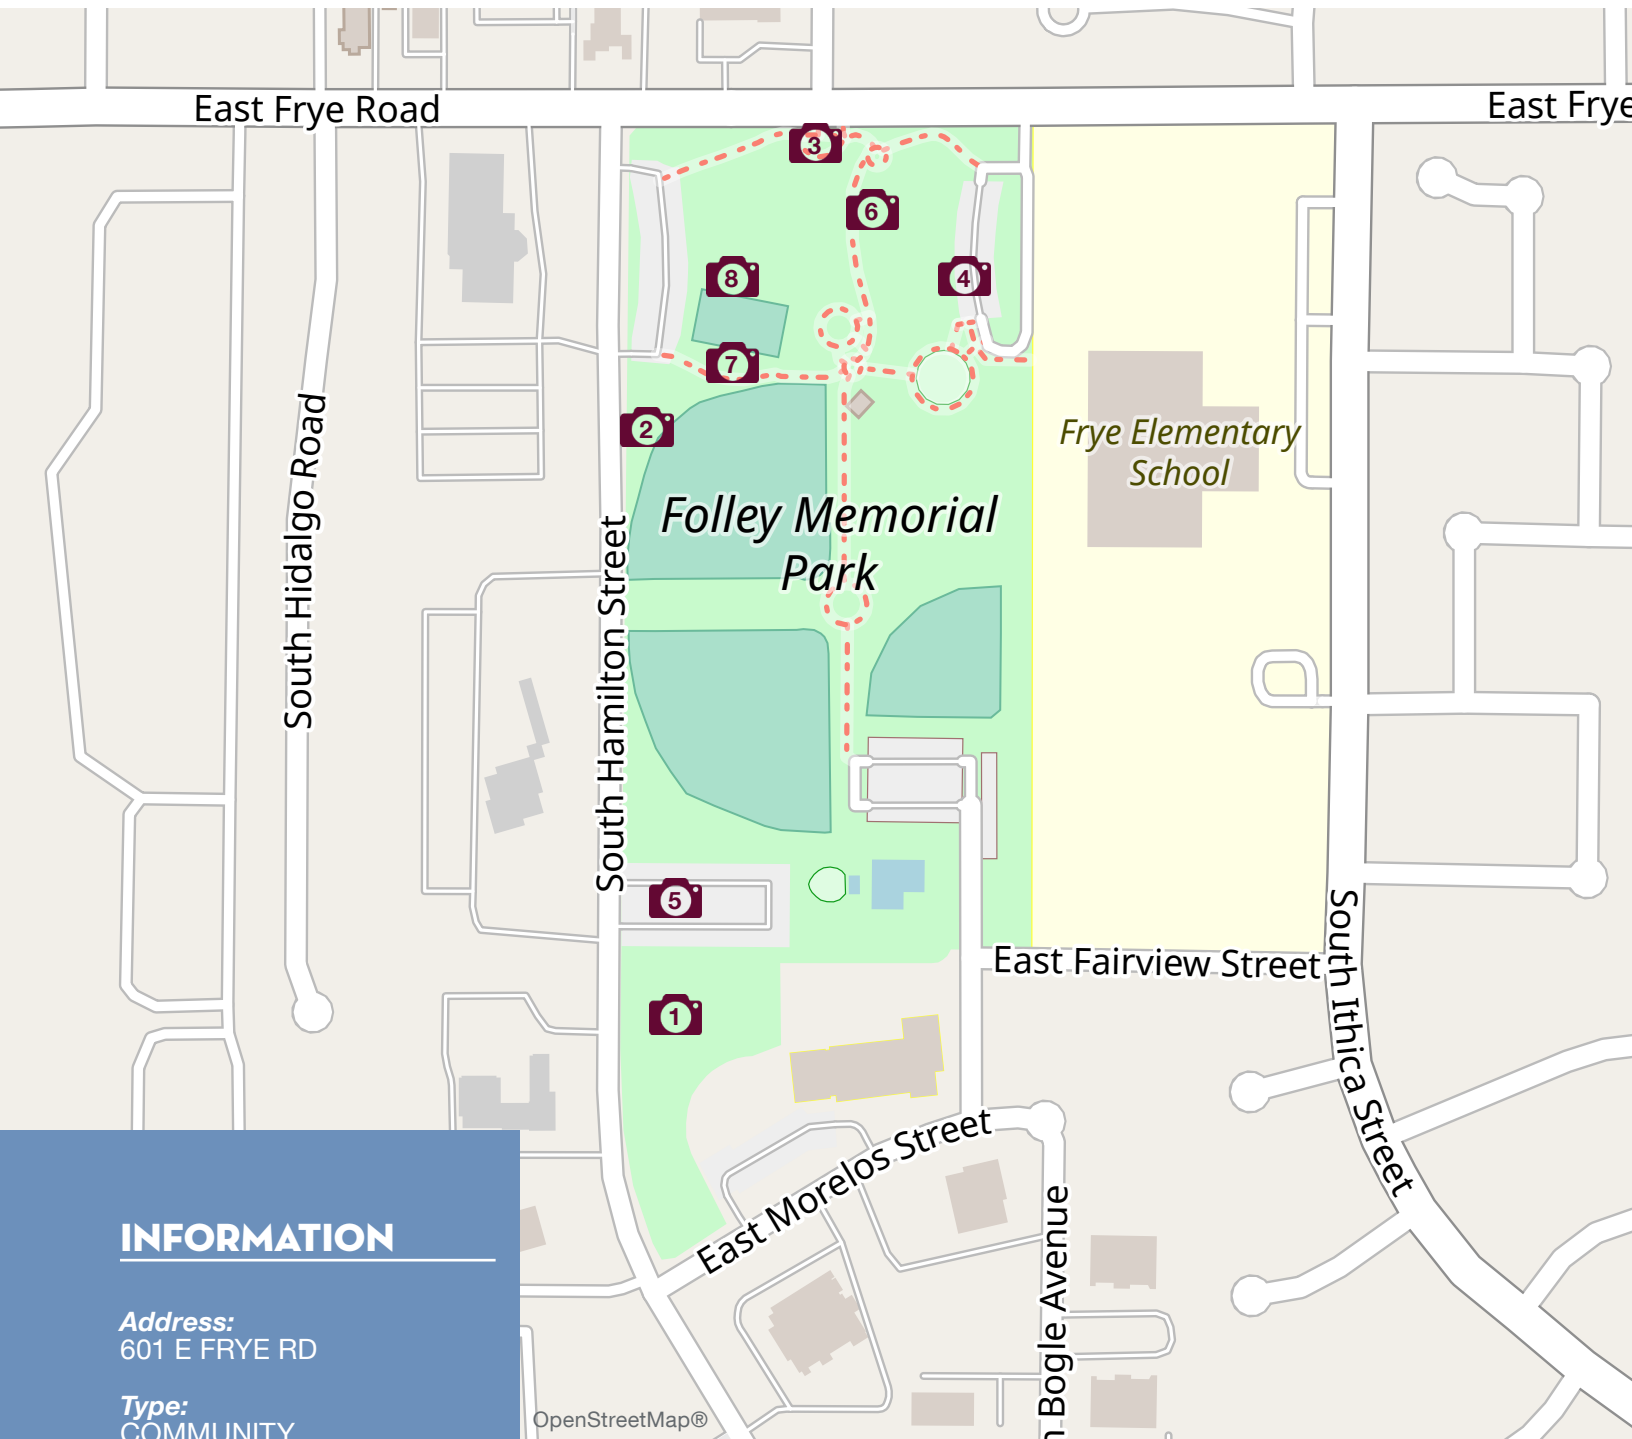 East Frye Road
East Frye
3
6
8
4
7
2
Frye Elementary
School
South Hidalgo Road
Folley Memorial
Park
South Hamilton Street
5
East Fairview Street
South Ithica Street
1
East Morelos Street
Bogle Avenue
INFORMATION
Address:
601 E FRYE RD
Type:
COMMUNITY
OpenStreetMap®